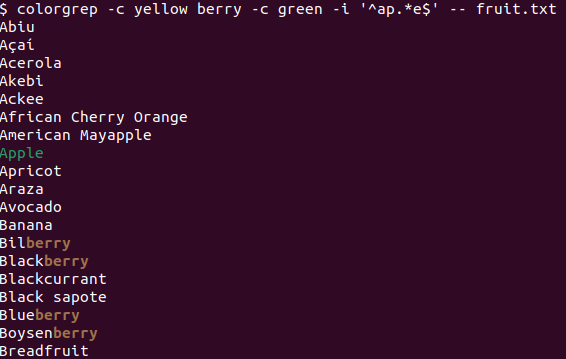 $ colorgrep -c yellow berry -c green -i '^ap.*e$' -- fruit.txt
Abiu
Açaí
Acerola
Akebi
Ackee
African Cherry Orange
American Mayapple
Apple
Apricot
Araza
Avocado
Banana
Bilberry
Blackberry
Blackcurrant
Black sapote
Blueberry
Boysenberry
Breadfruit